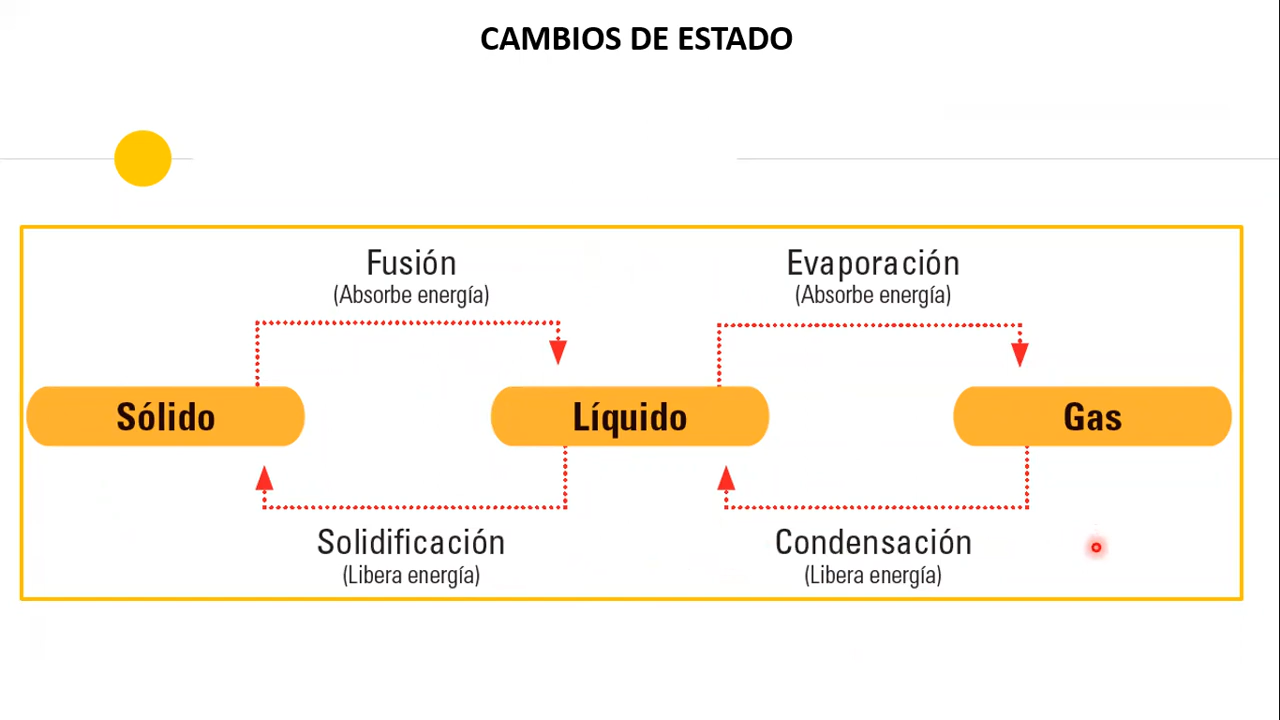 CAMBIOS DE ESTADO
Fusión
(Absorbe energía)
Evaporación
(Absorbe energía)
Sólido
Líquido
Gas
Solidificación
(Libera energía)
Condensación
(Libera energía)